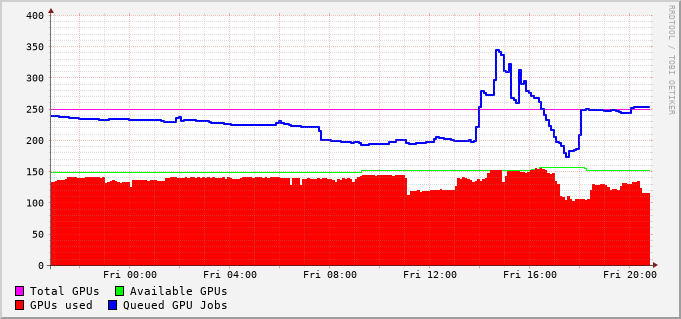 400
350
300
250
200
150
100
50
0
Fri 00:00 Fri 04:00 Fri 08:00 Fri 12:00 Fri 16:00 Fri 20:00
Total GPUs Available GPUs
GPUs used Queued GPU Jobs
RRDTOOL / TOBI OETIKER